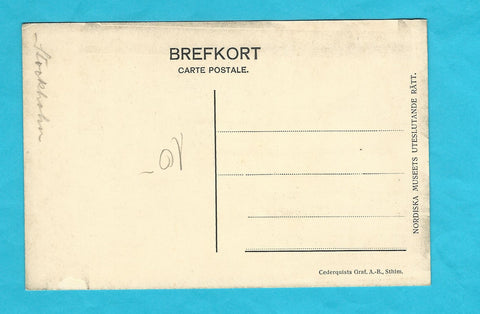 Stockholm
BREFKORT
CARTE POSTALE.
NORDISKA MUSEETS UTESLUTANDE RÄTT.
Cederquists Graf. A.-B., Sthlm.